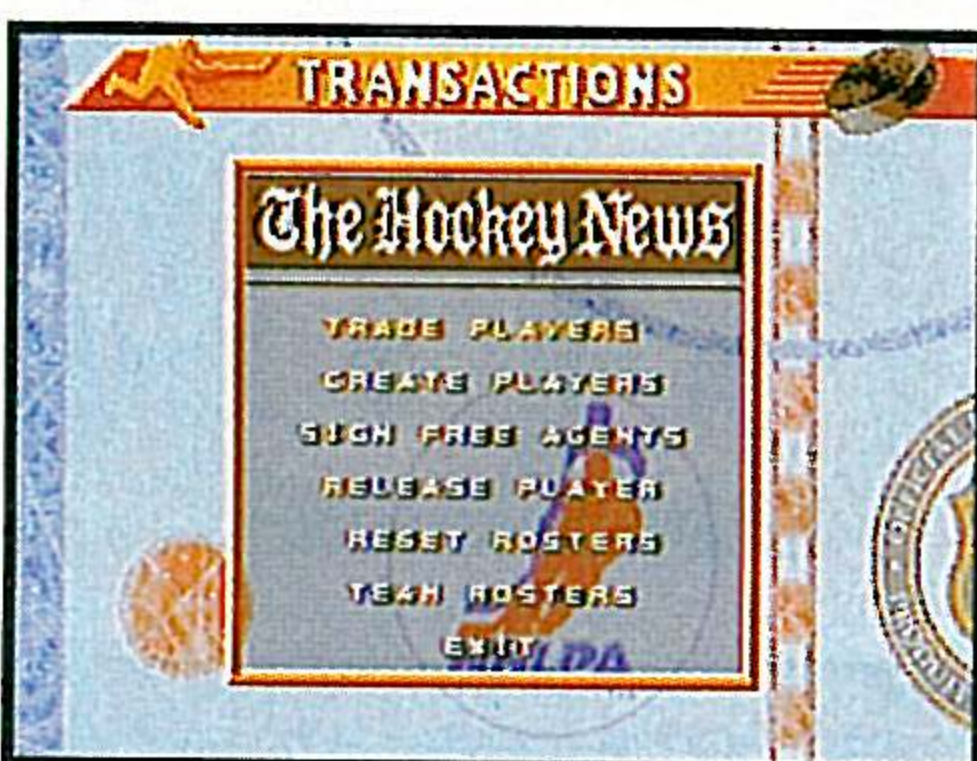 TRANSACTIONS
The Hockey News
TRADE PLAYERS
CREATE PLAYERS
SIGN FREE AGENTS
RELEASE PLAYER
RESET ROSTERS
TEAM ROSTERS
EXIT